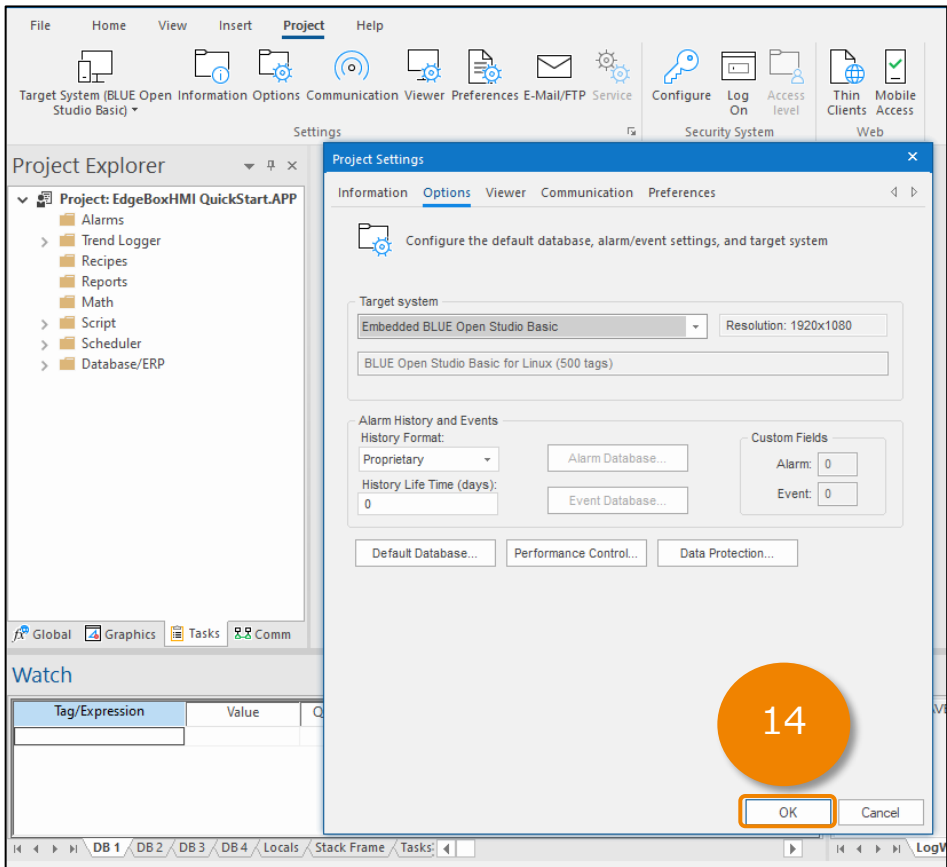 File Home View Insert Project Help
Target System (BLUE Open Studio Basic) Information Options Communication Viewer Preferences E-Mail/FTP Service Configure Log On Access level Thin Clients Mobile Access
Settings Security System Web
Project Explorer
Project: EdgeBoxHMI QuickStart.APP
Alarms
Trend Logger
Recipes
Reports
Math
Script
Scheduler
Database/ERP
Global Graphics Tasks Comm
Project Settings
Information Options Viewer Communication Preferences
Configure the default database, alarm/event settings, and target system
Target system
Embedded BLUE Open Studio Basic Resolution: 1920x1080
BLUE Open Studio Basic for Linux (500 tags)
Alarm History and Events
History Format: Custom Fields
Proprietary Alarm Database... Alarm: 0
History Life Time (days):
0 Event Database... Event: 0
Default Database... Performance Control... Data Protection...
14
OK Cancel
Watch
Tag/Expression Value
DB 1 DB 2 DB 3 DB 4 Locals Stack Frame Tasks